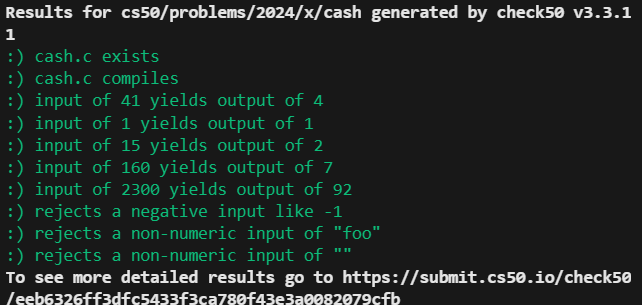 Results for cs50/problems/2024/x/cash generated by check50 v3.3.1
1
:) cash.c exists
:) cash.c compiles
:) input of 41 yields output of 4
:) input of 1 yields output of 1
:) input of 15 yields output of 2
:) input of 160 yields output of 7
:) input of 2300 yields output of 92
:) rejects a negative input like -1
:) rejects a non-numeric input of "foo"
:) rejects a non-numeric input of ""
To see more detailed results go to https://submit.cs50.io/check50
/eeb6326ff3dfc5433f3ca780f43e3a0082079cfb